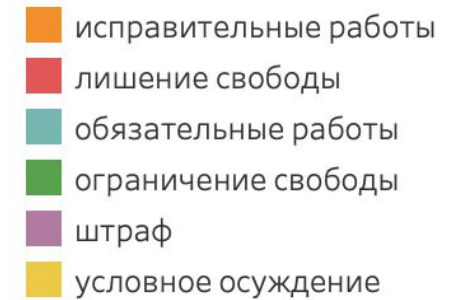 исправительные работы
лишение свободы
обязательные работы
ограничение свободы
штраф
условное осуждение